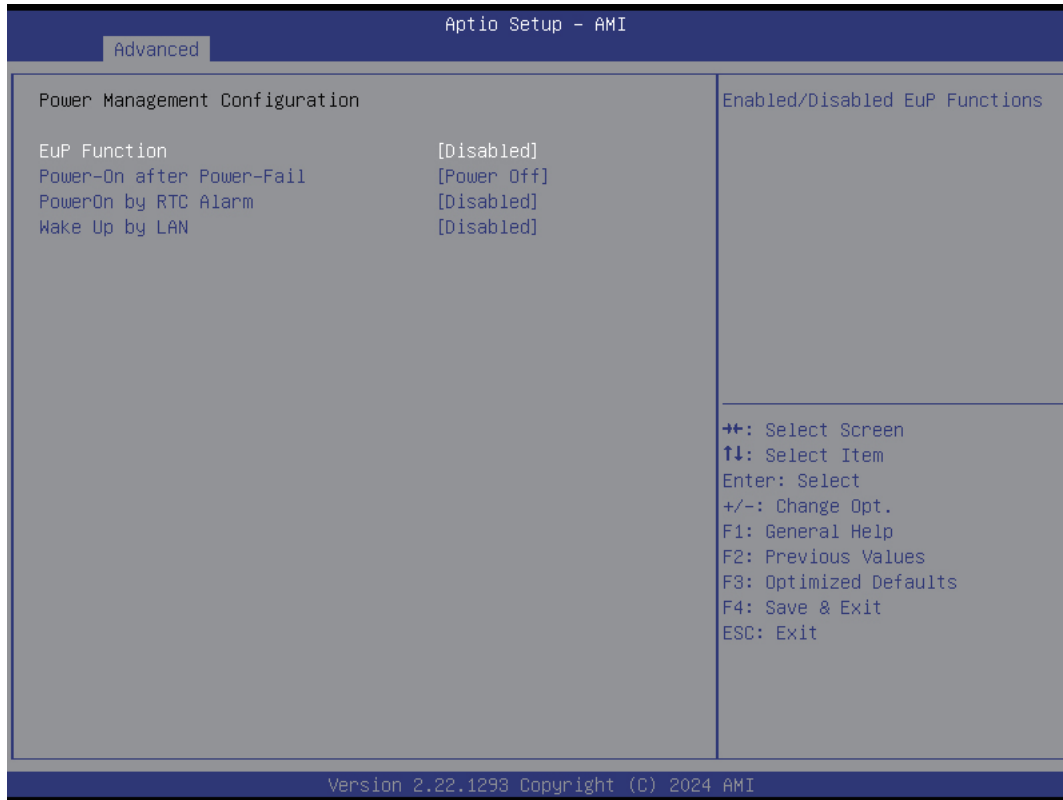 Aptio Setup – AMI
Advanced
Power Management Configuration
EuP Function [Disabled]
Power-On after Power-Fail [Power Off]
PowerOn by RTC Alarm [Disabled]
Wake Up by LAN [Disabled]
Enabled/Disabled EuP Functions
→←: Select Screen
↑↓: Select Item
Enter: Select
+/-: Change Opt.
F1: General Help
F2: Previous Values
F3: Optimized Defaults
F4: Save & Exit
ESC: Exit
Version 2.22.1293 Copyright (C) 2024 AMI